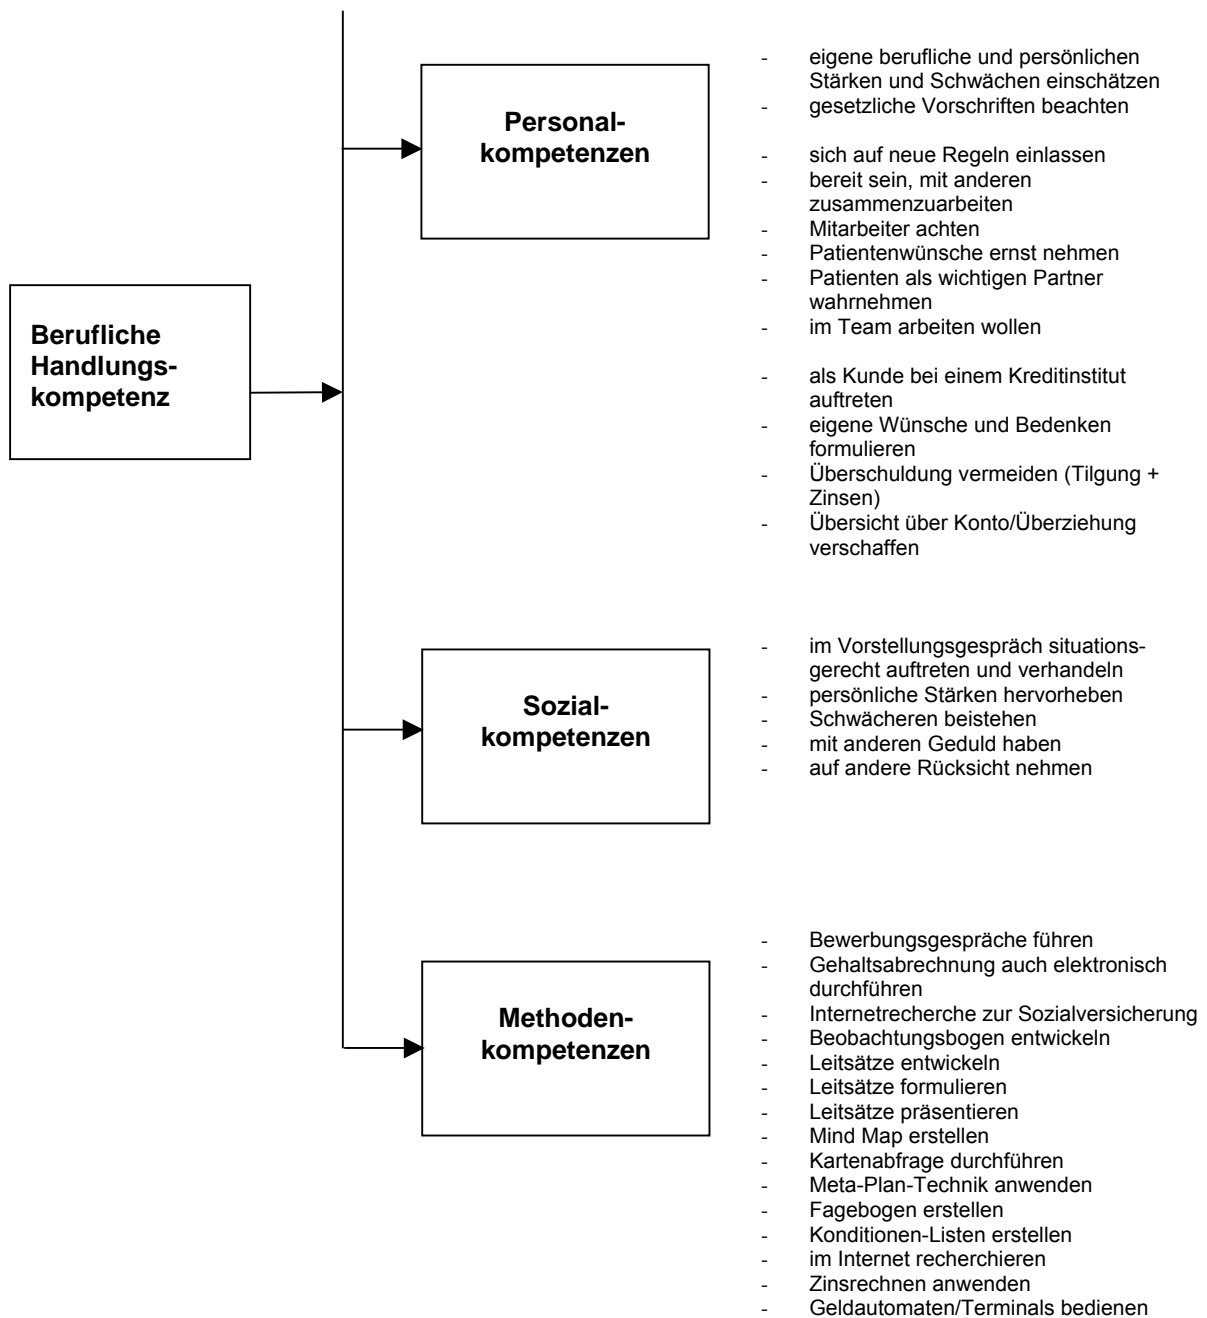 Berufliche
Handlungs-
kompetenz
Personal-
kompetenzen
- eigene berufliche und persönlichen
Stärken und Schwächen einschätzen
- gesetzliche Vorschriften beachten
- sich auf neue Regeln einlassen
- bereit sein, mit anderen
zusammenzuarbeiten
- Mitarbeiter achten
- Patientenwünsche ernst nehmen
- Patienten als wichtigen Partner
wahrnehmen
- im Team arbeiten wollen
- als Kunde bei einem Kreditinstitut
auftreten
- eigene Wünsche und Bedenken
formulieren
- Überschuldung vermeiden (Tilgung +
Zinsen)
- Übersicht über Konto/Überziehung
verschaffen
Sozial-
kompetenzen
- im Vorstellungsgespräch situations-
gerecht auftreten und verhandeln
- persönliche Stärken hervorheben
- Schwächeren beistehen
- mit anderen Geduld haben
- auf andere Rücksicht nehmen
Methoden-
kompetenzen
- Bewerbungsgespräche führen
- Gehaltsabrechnung auch elektronisch
durchführen
- Internetrecherche zur Sozialversicherung
- Beobachtungsbogen entwickeln
- Leitsätze entwickeln
- Leitsätze formulieren
- Leitsätze präsentieren
- Mind Map erstellen
- Kartenabfrage durchführen
- Meta-Plan-Technik anwenden
- Fagebogen erstellen
- Konditionen-Listen erstellen
- im Internet recherchieren
- Zinsrechnen anwenden
- Geldautomaten/Terminals bedienen